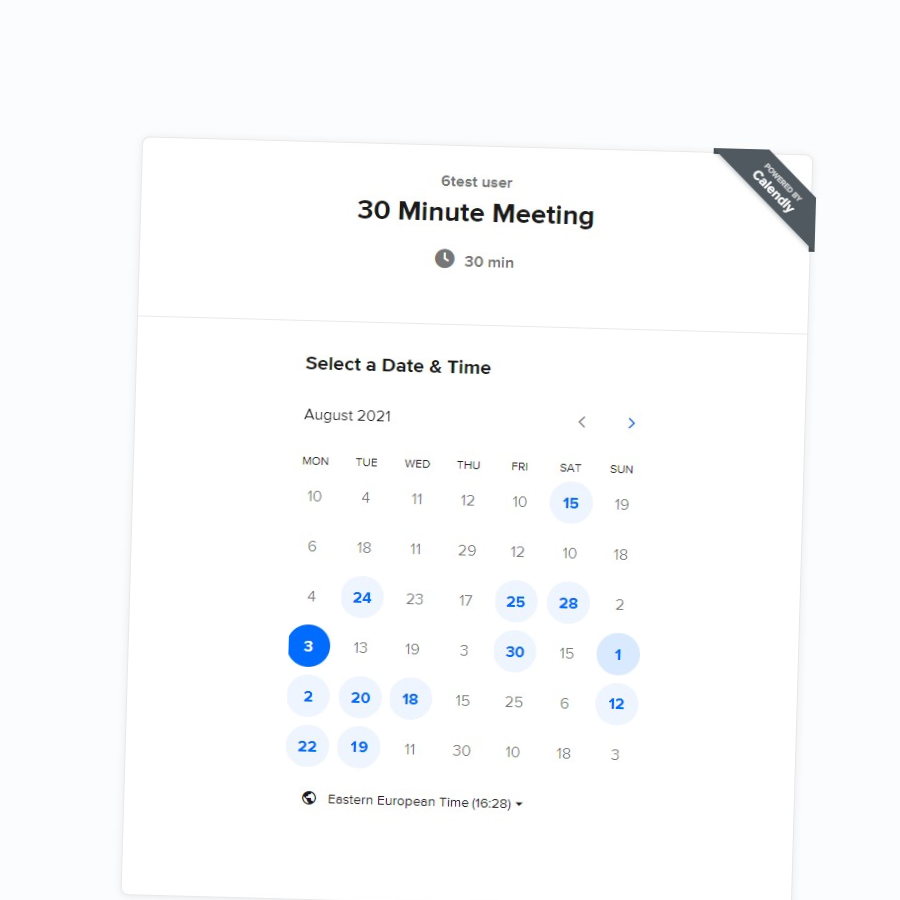 POWERED BY
Calendly
6test user
30 Minute Meeting
30 min
Select a Date & Time
August 2021
MON TUE WED THU FRI SAT SUN
10 4 11 12 10 15 19
6 18 11 29 12 10 18
4 24 23 17 25 28 2
3 13 19 3 30 15 1
2 20 18 15 25 6 12
22 19 11 30 10 18 3
Eastern European Time (16:28)